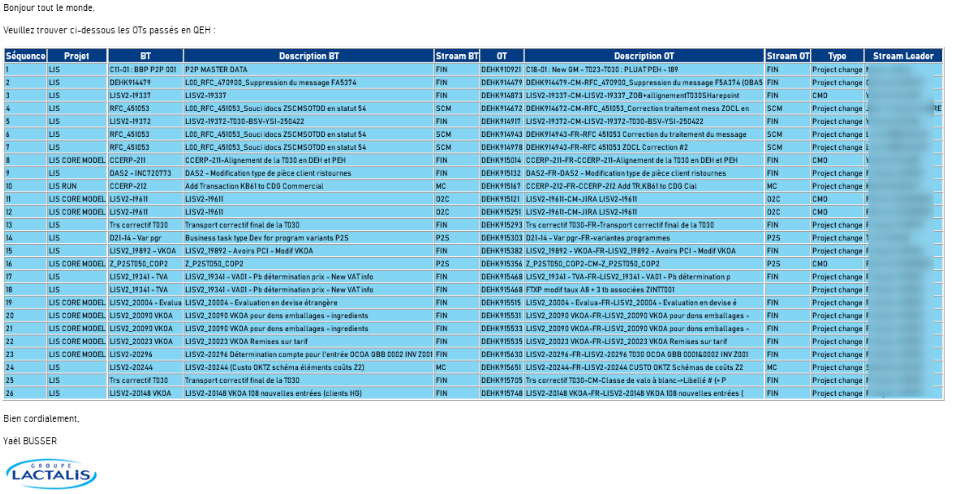 Bonjour tout le monde,
Veuillez trouver ci-dessous les OTs passés en QEH :
Séquence Projet BT Description BT Stream BT OT Description OT Stream OT Type Stream Leader
1 LIS C11-01 : BBP P2P 001 P2P MASTER DATA FIN DEHK910921 C18-01 : New GM - T023-T030 : PLUAT PEH - 189 FIN Project change
2 LIS DEHK914479 L00_RFC_470900_Suppression du message FA5374 FIN DEHK914479 DEHK914479-CM-RFC_470900_Suppression du message F5A374 (OBA5 FIN Project change
3 LIS LISV2-19337 LISV2-19337 FIN DEHK914873 LISV2-19337-CM-LISV2-19337_ZOB+allignementT030SHarepoint FIN CMO
4 LIS RFC_451053 L00_RFC_451053_Souci idocs ZSCMSOTOD en statut 54 SCM DEHK914672 DEHK914672-CM-RFC_451053_Correction traitement mess ZOCL en SCM Project change
5 LIS LISV2-19372 LISV2-19372-T030-BSV-YSI-250422 FIN DEHK914917 LISV2-19372-CM-LISV2-19372-T030-BSV-YSI-250422 FIN Project change
6 LIS RFC_451053 L00_RFC_451053_Souci idocs ZSCMSOTOD en statut 54 SCM DEHK914943 DEHK914943-FR-RFC 451053 Correction du traitement du message SCM Project change
7 LIS RFC_451053 L00_RFC_451053_Souci idocs ZSCMSOTOD en statut 54 SCM DEHK914978 DEHK914943-FR-RFC 451053 ZOCL Correction #2 SCM Project change
8 LIS CORE MODEL CCERP-211 CCERP-211-Alignement de la T030 en DEH et PEH FIN DEHK915014 CCERP-211-FR-CCERP-211-Alignement de la T030 en DEH et PEH FIN CMO
9 LIS DAS2 - INC720773 DAS2 - Modification type de pièce client ristournes FIN DEHK915132 DAS2-FR-DAS2 - Modification type de pièce client ristournes FIN Project change
10 LIS RUN CCERP-212 Add Transaction KB61 to CDG Commercial MC DEHK915167 CCERP-212-FR-CCERP-212 Add TR.KB61 to CDG Cial MC Project change
11 LIS CORE MODEL LISV2-19611 LISV2-19611 O2C DEHK915121 LISV2-19611-CM-JIRA LISV2-19611 O2C CMO
12 LIS CORE MODEL LISV2-19611 LISV2-19611 O2C DEHK915251 LISV2-19611-CM-JIRA LISV2-19611 O2C CMO
13 LIS Trs correctif T030 Transport correctif final de la T030 FIN DEHK915293 Trs correctif T030-FR-Transport correctif final de la T030 FIN Project change
14 LIS D21-14 - Var pgr Business task type Dev for program variants P2S P2S DEHK915303 D21-14 - Var pgr-FR-variantes programmes P2S Project change
15 LIS LISV2_19892 - VKOA LISV2_19892 - Avoirs PCI - Modif VKOA FIN DEHK915382 LISV2_19892 - VKOA-FR-LISV2_19892 - Avoirs PCI - Modif VKOA FIN Project change
16 LIS CORE MODEL Z_P2ST050_COP2 Z_P2ST050_COP2 P2S DEHK915356 Z_P2ST050_COP2-CM-Z_P2ST050_COP2 P2S CMO
17 LIS LISV2_19341 - TVA LISV2_19341 - VA01 - Pb détermination prix - New VAT info FIN DEHK915468 LISV2_19341 - TVA-FR-LISV2_19341 - VA01 - Pb détermination p FIN Project change
18 LIS LISV2_19341 - TVA LISV2_19341 - VA01 - Pb détermination prix - New VAT info DEHK915468 FTXP modif taux A8 + 3 tb associées ZINTT001 Project change
19 LIS CORE MODEL LISV2_20004 - Evalua LISV2_20004 - Evaluation en devise étrangère FIN DEHK915515 LISV2_20004 - Evalua-FR-LISV2_20004 - Evaluation en devise é FIN Project change
20 LIS CORE MODEL LISV2_20090 VKOA LISV2_20090 VKOA pour dons emballages - ingredients FIN DEHK915531 LISV2_20090 VKOA-FR-LISV2_20090 VKOA pour dons emballages - FIN Project change
21 LIS CORE MODEL LISV2_20090 VKOA LISV2_20090 VKOA pour dons emballages - ingredients FIN DEHK915533 LISV2_20090 VKOA-FR-LISV2_20090 VKOA pour dons emballages - FIN Project change
22 LIS CORE MODEL LISV2_20023 VKOA LISV2_20023 VKOA Remises sur tarif FIN DEHK915535 LISV2_20023 VKOA-FR-LISV2_20023 VKOA Remises sur tarif FIN Project change
23 LIS CORE MODEL LISV2-20296 LISV2-20296 Détermination compte pour l'entrée OCOA GBB 0002 INV Z001 FIN DEHK915630 LISV2-20296-FR-LISV2-20296 T030 OCOA GBB 0001&0002 INV Z001 FIN Project change
24 LIS LISV2-20244 LISV2-20244 (Custo OKTZ schéma éléments coûts Z2) MC DEHK915651 LISV2-20244-FR-LISV2-20244 CUSTO OKTZ Schémas de coûts Z2 MC Project change
25 LIS Trs correctif T030 Transport correctif final de la T030 FIN DEHK915705 Trs correctif T030-CM-Classe de valo à blanc->Libellé # (+ P FIN Project change
26 LIS LISV2-20148 VKOA LISV2-20148 VKOA 108 nouvelles entrées (clients HG) FIN DEHK915748 LISV2-20148 VKOA-FR-LISV2-20148 VKOA 108 nouvelles entrées ( FIN Project change
Bien cordialement,
Yaël BUSSER
GROUPE
LACTALIS